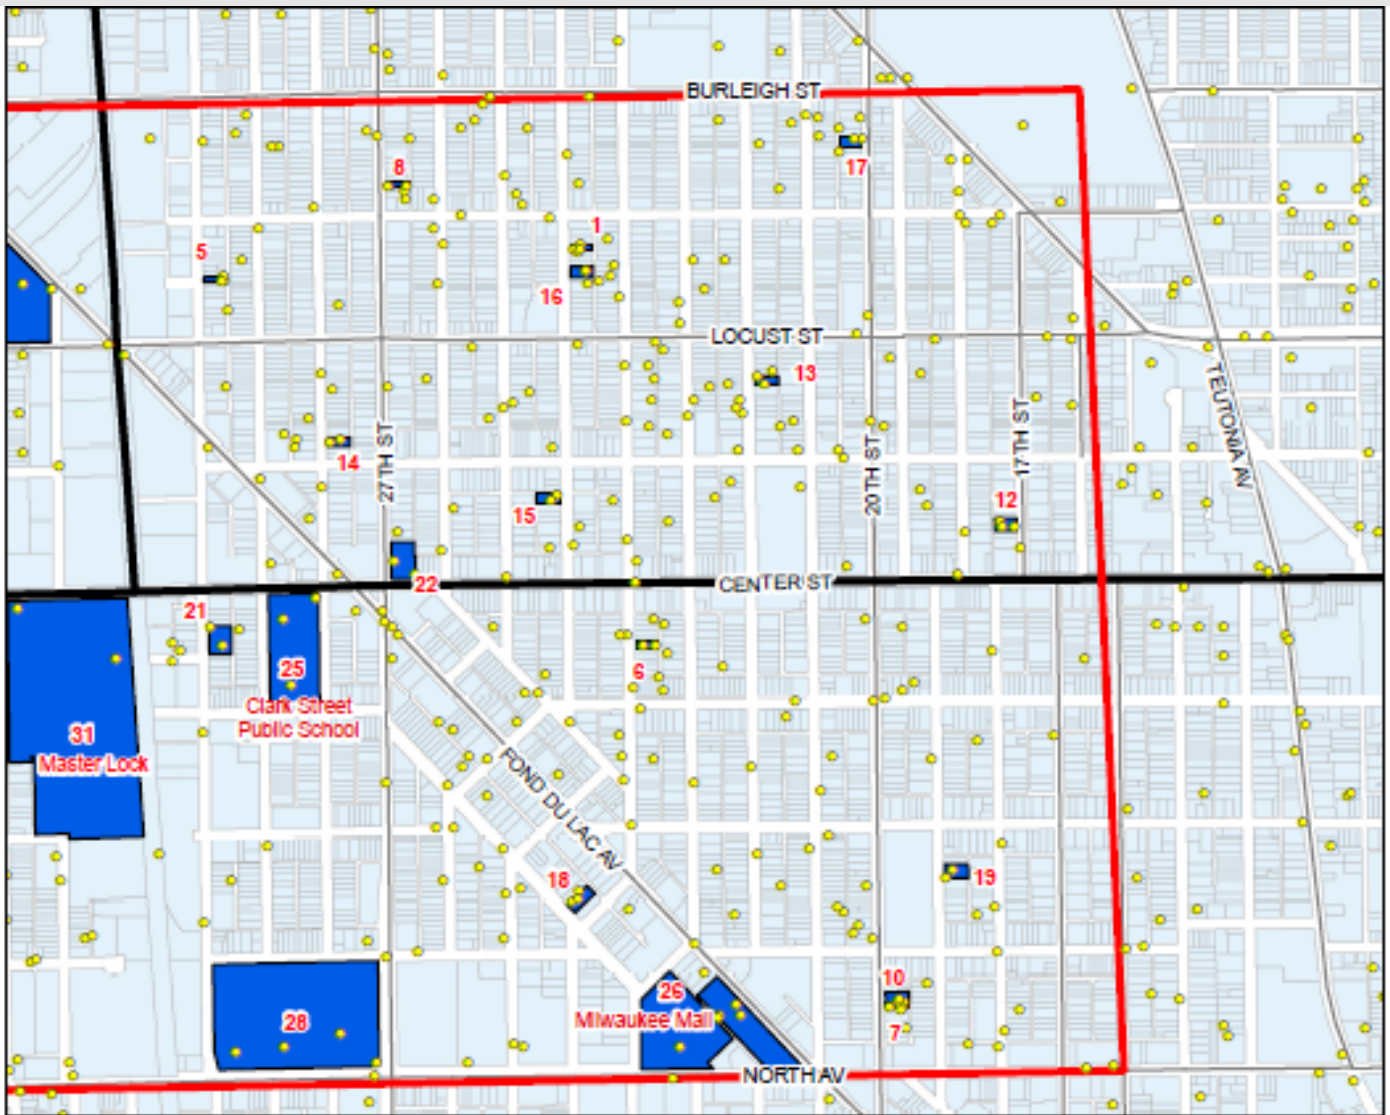 BURLEIGH ST
17
8
1
5
16
LOCUST ST
13
TEUTONIA AV
17TH ST
27TH ST
20TH ST
14
15
12
22
CENTER ST
21
6
25
Clark Street
Public School
31
Master Lock
FOND DU LAC AV
18
19
10
26
Milwaukee Mall
28
7
NORTH AV